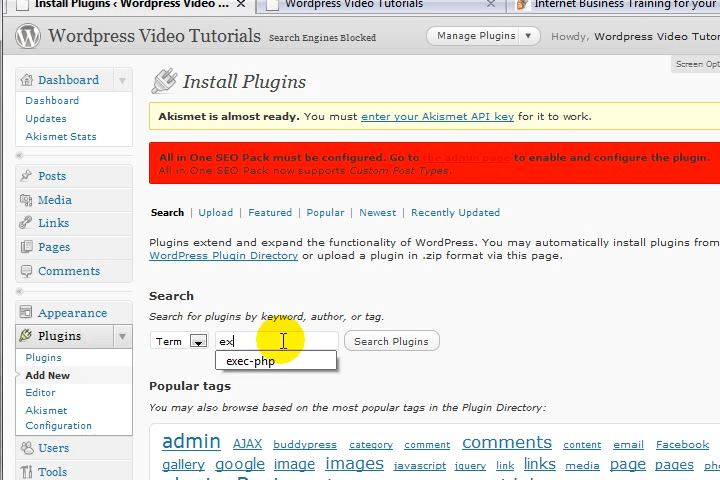 Install Plugins ‹ Wordpress Video ...
Wordpress Video Tutorials
Internet Business Training for your
Wordpress Video Tutorials
Search Engines Blocked
Manage Plugins
Howdy, Wordpress Video Tutor
Screen Opt
Dashboard
Dashboard
Updates
Akismet Stats
Posts
Media
Links
Pages
Comments
Appearance
Plugins
Plugins
Add New
Editor
Akismet
Configuration
Users
Tools
Install Plugins
Akismet is almost ready. You must enter your Akismet API key for it to work.
All in One SEO Pack must be configured. Go to the admin page to enable and configure the plugin.
All in One SEO Pack now supports Custom Post Types.
Search | Upload | Featured | Popular | Newest | Recently Updated
Plugins extend and expand the functionality of WordPress. You may automatically install plugins from
WordPress Plugin Directory or upload a plugin in .zip format via this page.
Search
Search for plugins by keyword, author, or tag.
Term
ex
Search Plugins
exec-php
Popular tags
You may also browse based on the most popular tags in the Plugin Directory:
admin AJAX buddypress category comment comments content email Facebook
gallery google image images javascript jquery link links media page pages